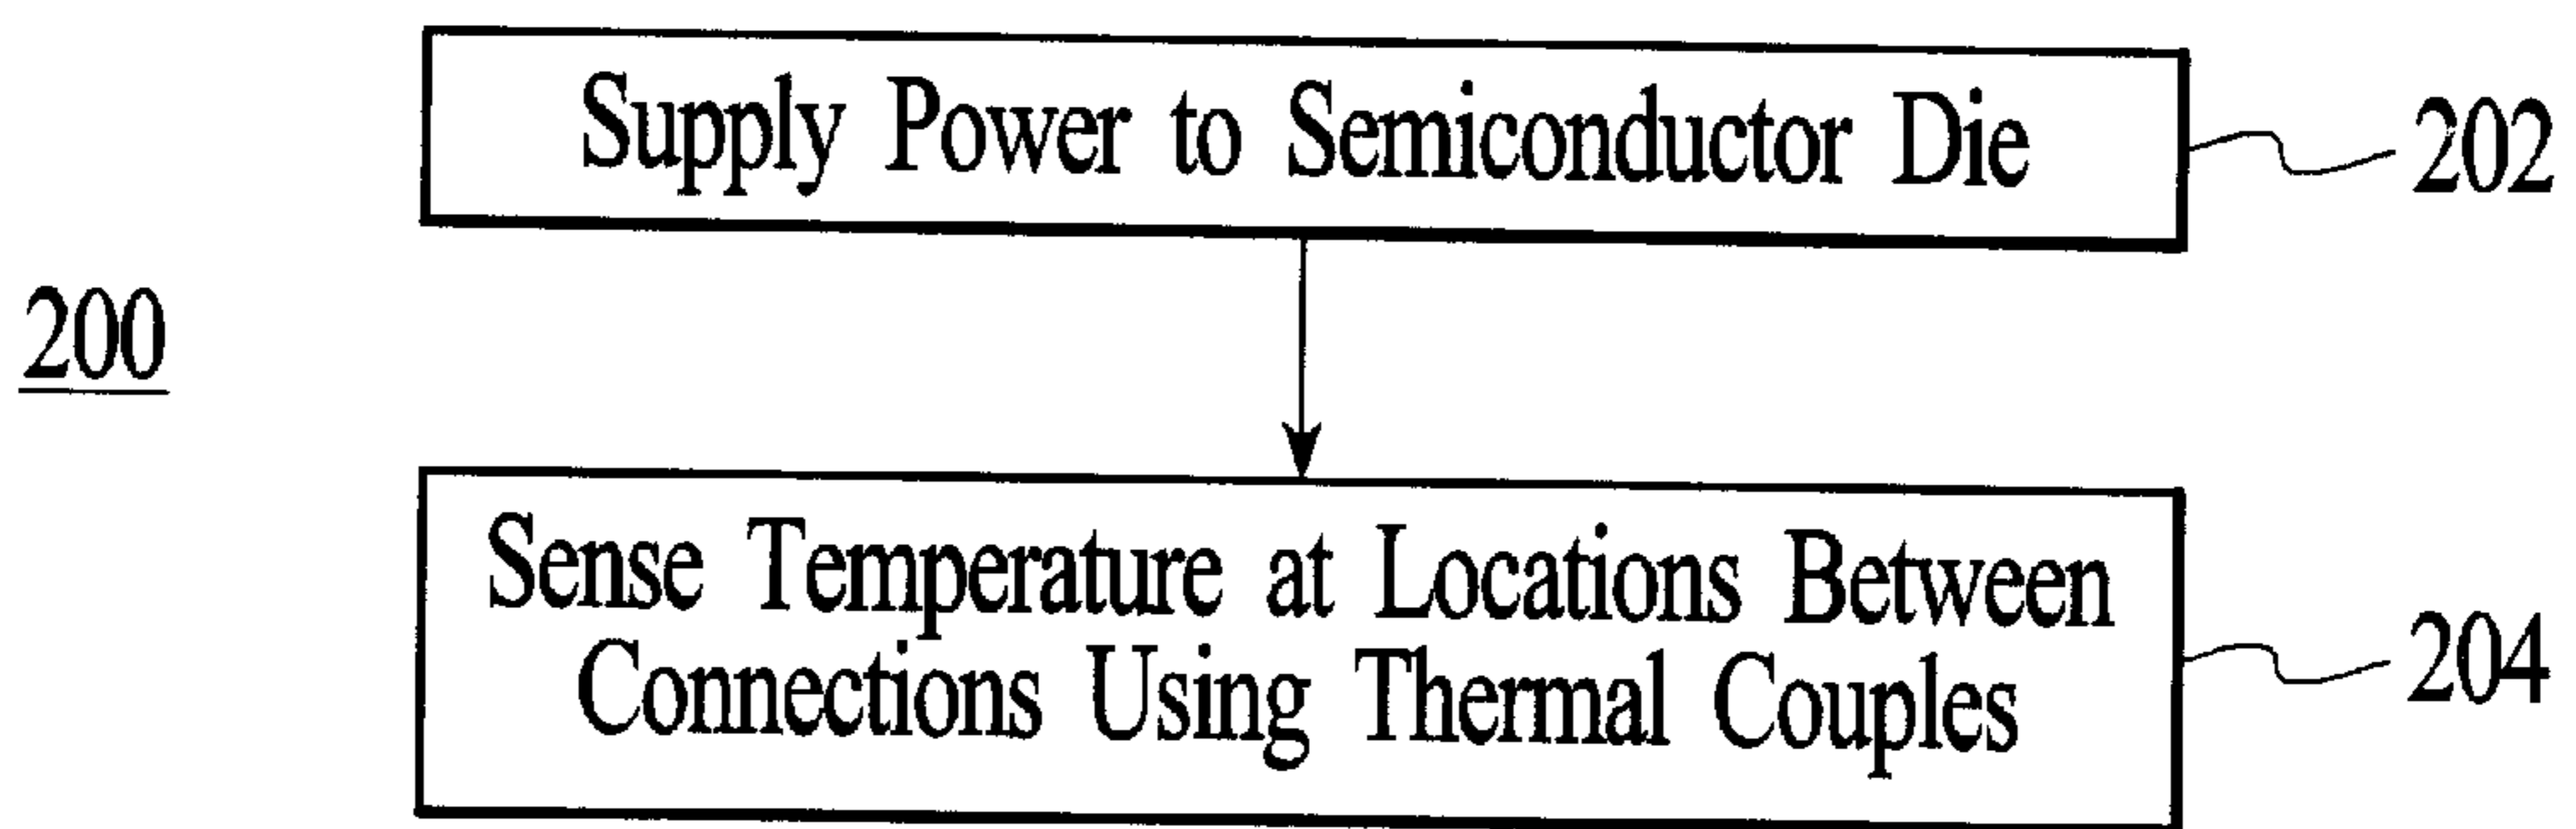 Supply Power to Semiconductor Die
202
200
Sense Temperature at Locations Between
Connections Using Thermal Couples
204